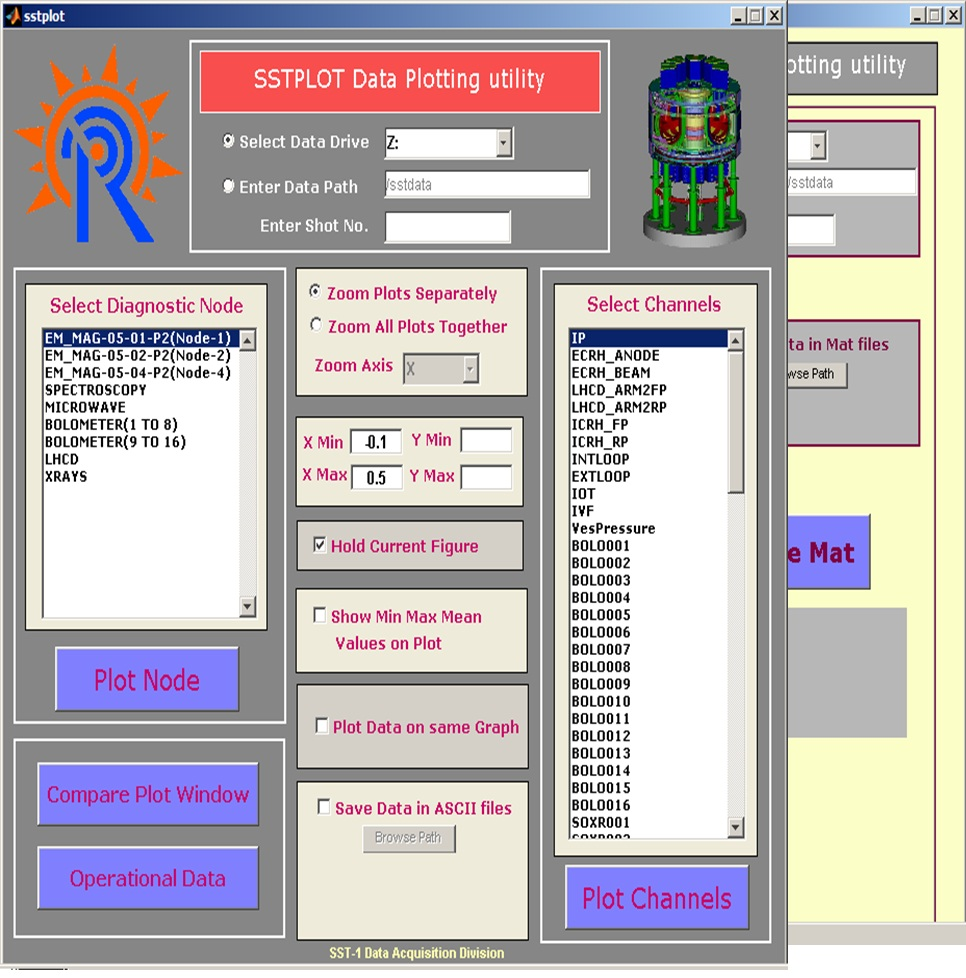 sstplot
SSTPLOT Data Plotting utility
Select Data Drive Z:
Enter Data Path /sstdata
Enter Shot No.
Select Diagnostic Node
EM_MAG-05-01-P2(Node-1)
EM_MAG-05-02-P2(Node-2)
EM_MAG-05-04-P2(Node-4)
SPECTROSCOPY
MICROWAVE
BOLOMETER(1 TO 8)
BOLOMETER(9 TO 16)
LHCD
XRAYS
Plot Node
Compare Plot Window
Operational Data
Zoom Plots Separately
Zoom All Plots Together
Zoom Axis X
X Min -0.1 Y Min
X Max 0.5 Y Max
Hold Current Figure
Show Min Max Mean
Values on Plot
Plot Data on same Graph
Save Data in ASCII files
Browse Path
SST-1 Data Acquisition Division
Select Channels
IP
ECRH_ANODE
ECRH_BEAM
LHCD_ARM2FP
LHCD_ARM2RP
ICRH_FP
ICRH_RP
INTLOOP
EXTLOOP
IOT
IVF
VesPressure
BOLO001
BOLO002
BOLO003
BOLO004
BOLO005
BOLO006
BOLO007
BOLO008
BOLO009
BOLO010
BOLO011
BOLO012
BOLO013
BOLO014
BOLO015
BOLO016
SOXR001
Plot Channels
otting utility
/sstdata
ta in Mat files
wse Path
e Mat